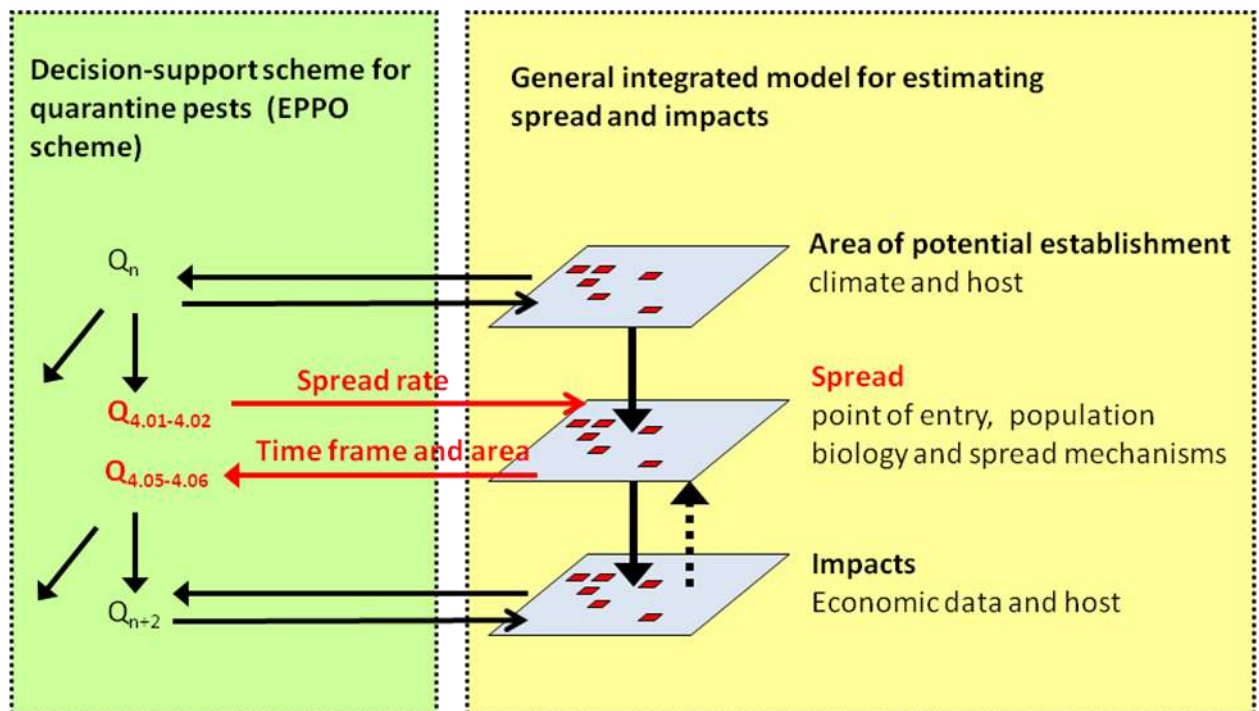 Decision-support scheme for
quarantine pests (EPPO
scheme)
General integrated model for estimating
spread and impacts
Qn
Area of potential establishment
climate and host
Spread rate
Q4.01-4.02
Spread
point of entry, population
biology and spread mechanisms
Time frame and area
Q4.05-4.06
Impacts
Economic data and host
Qn+2